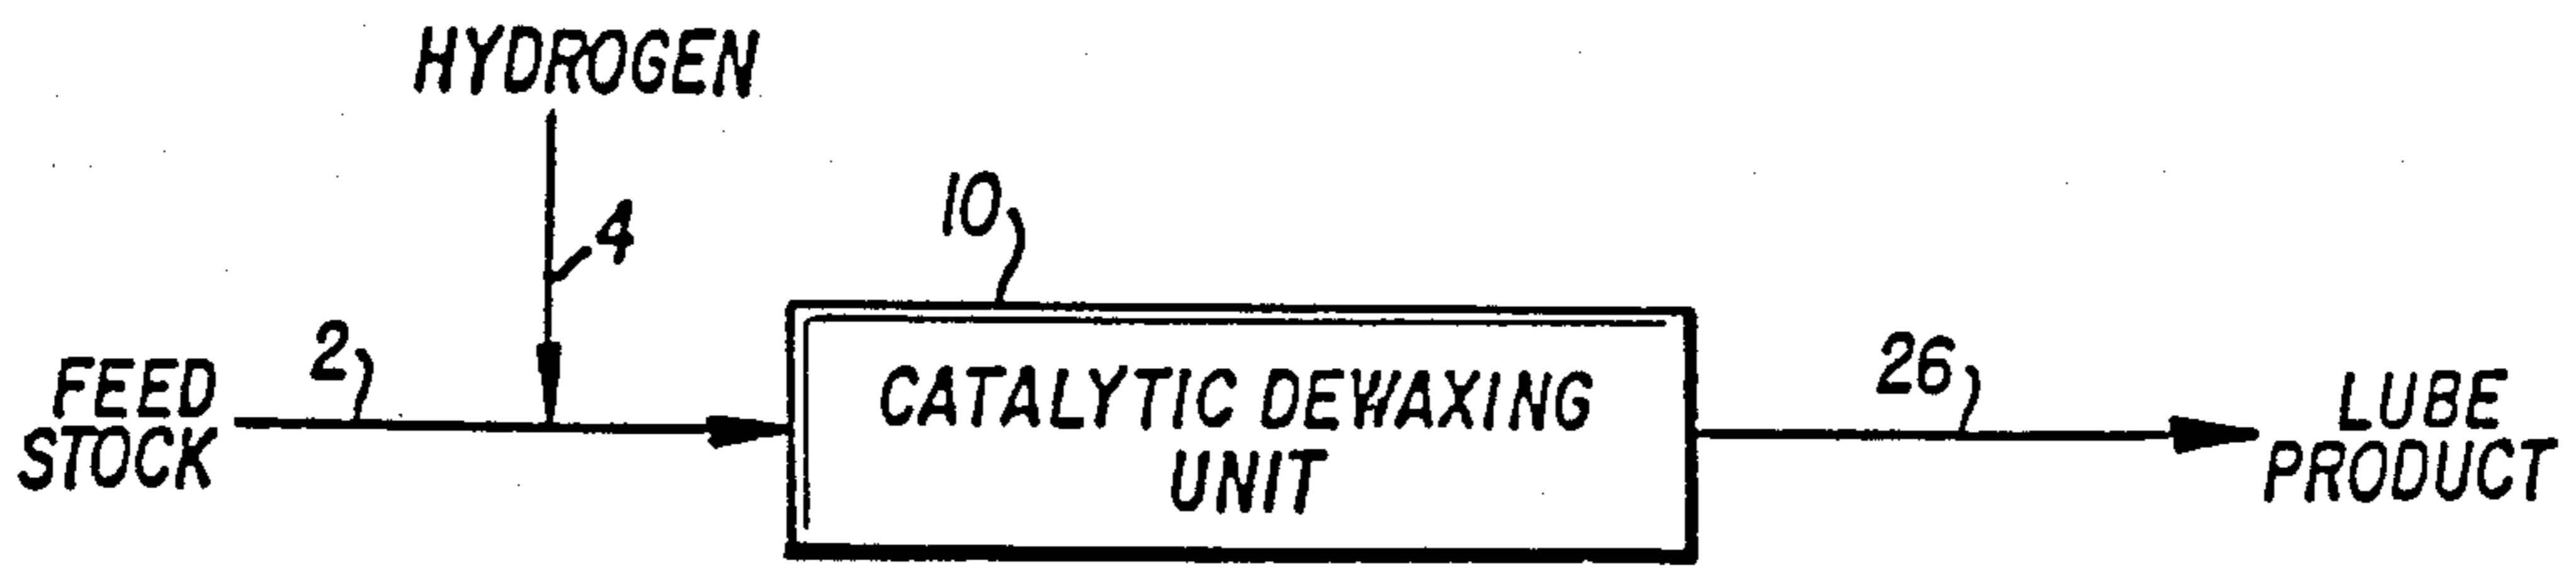 HYDROGEN
4
10
2
FEED
STOCK
CATALYTIC DEWAXING
UNIT
26
LUBE
PRODUCT